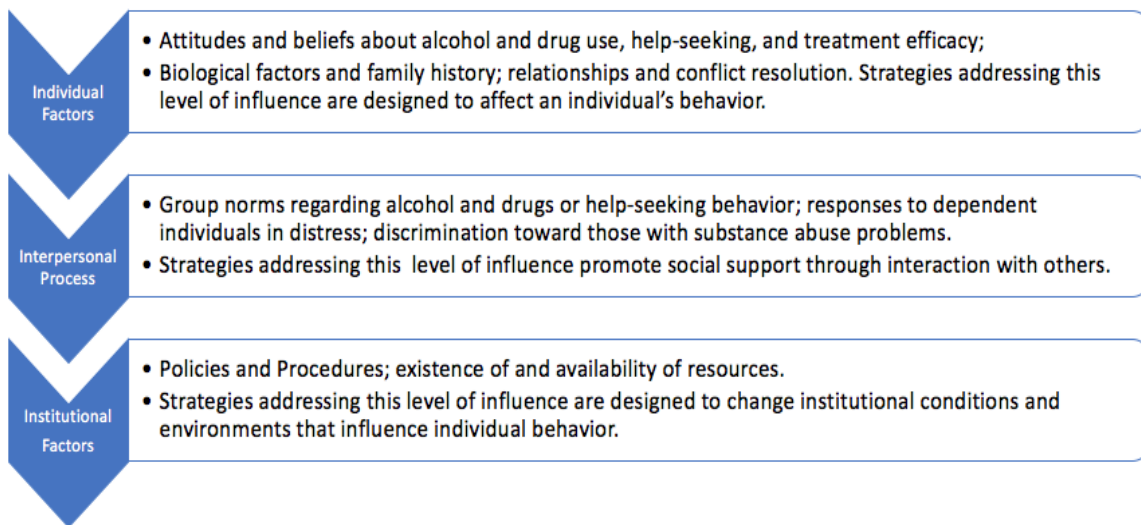 Individual
Factors
• Attitudes and beliefs about alcohol and drug use, help-seeking, and treatment efficacy;
• Biological factors and family history; relationships and conflict resolution. Strategies addressing this
level of influence are designed to affect an individual's behavior.
Interpersonal
Process
• Group norms regarding alcohol and drugs or help-seeking behavior; responses to dependent
individuals in distress; discrimination toward those with substance abuse problems.
• Strategies addressing this level of influence promote social support through interaction with others.
Institutional
Factors
• Policies and Procedures; existence of and availability of resources.
• Strategies addressing this level of influence are designed to change institutional conditions and
environments that influence individual behavior.